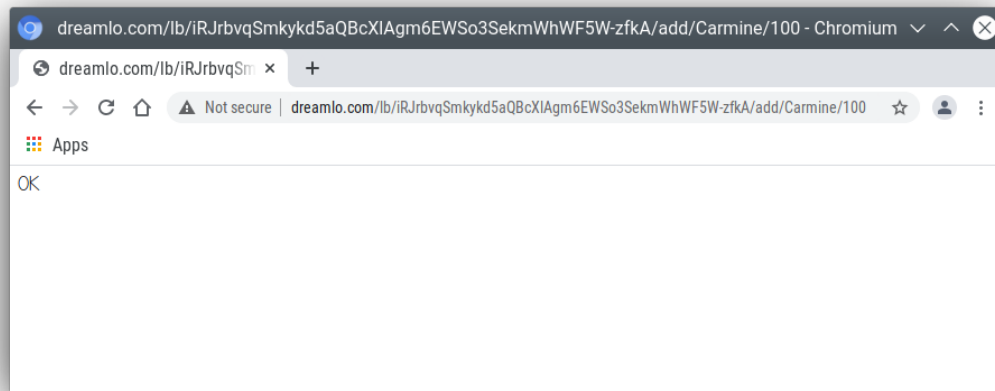 dreamlo.com/lb/iRJrbvqSmkykd5aQBcXIAgm6EWSo3SekmWhWF5W-zfkA/add/Carmine/100 - Chromium
dreamlo.com/lb/iRJrbvqSm
Not secure | dreamlo.com/lb/iRJrbvqSmkykd5aQBcXIAgm6EWSo3SekmWhWF5W-zfkA/add/Carmine/100
Apps
OK